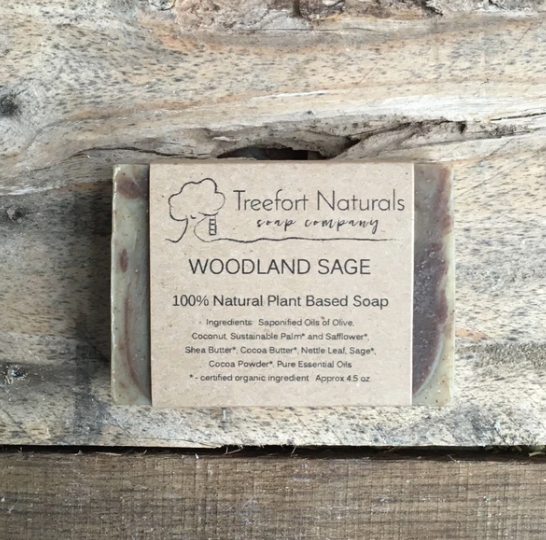 Treefort Naturals
soap company
WOODLAND SAGE
100% Natural Plant Based Soap
Ingredients: Saponified Oils of Olive,
Coconut, Sustainable Palm* and Safflower*,
Shea Butter*, Cocoa Butter*, Nettle Leaf, Sage*,
Cocoa Powder*, Pure Essential Oils
* - certified organic ingredient Approx 4.5 oz